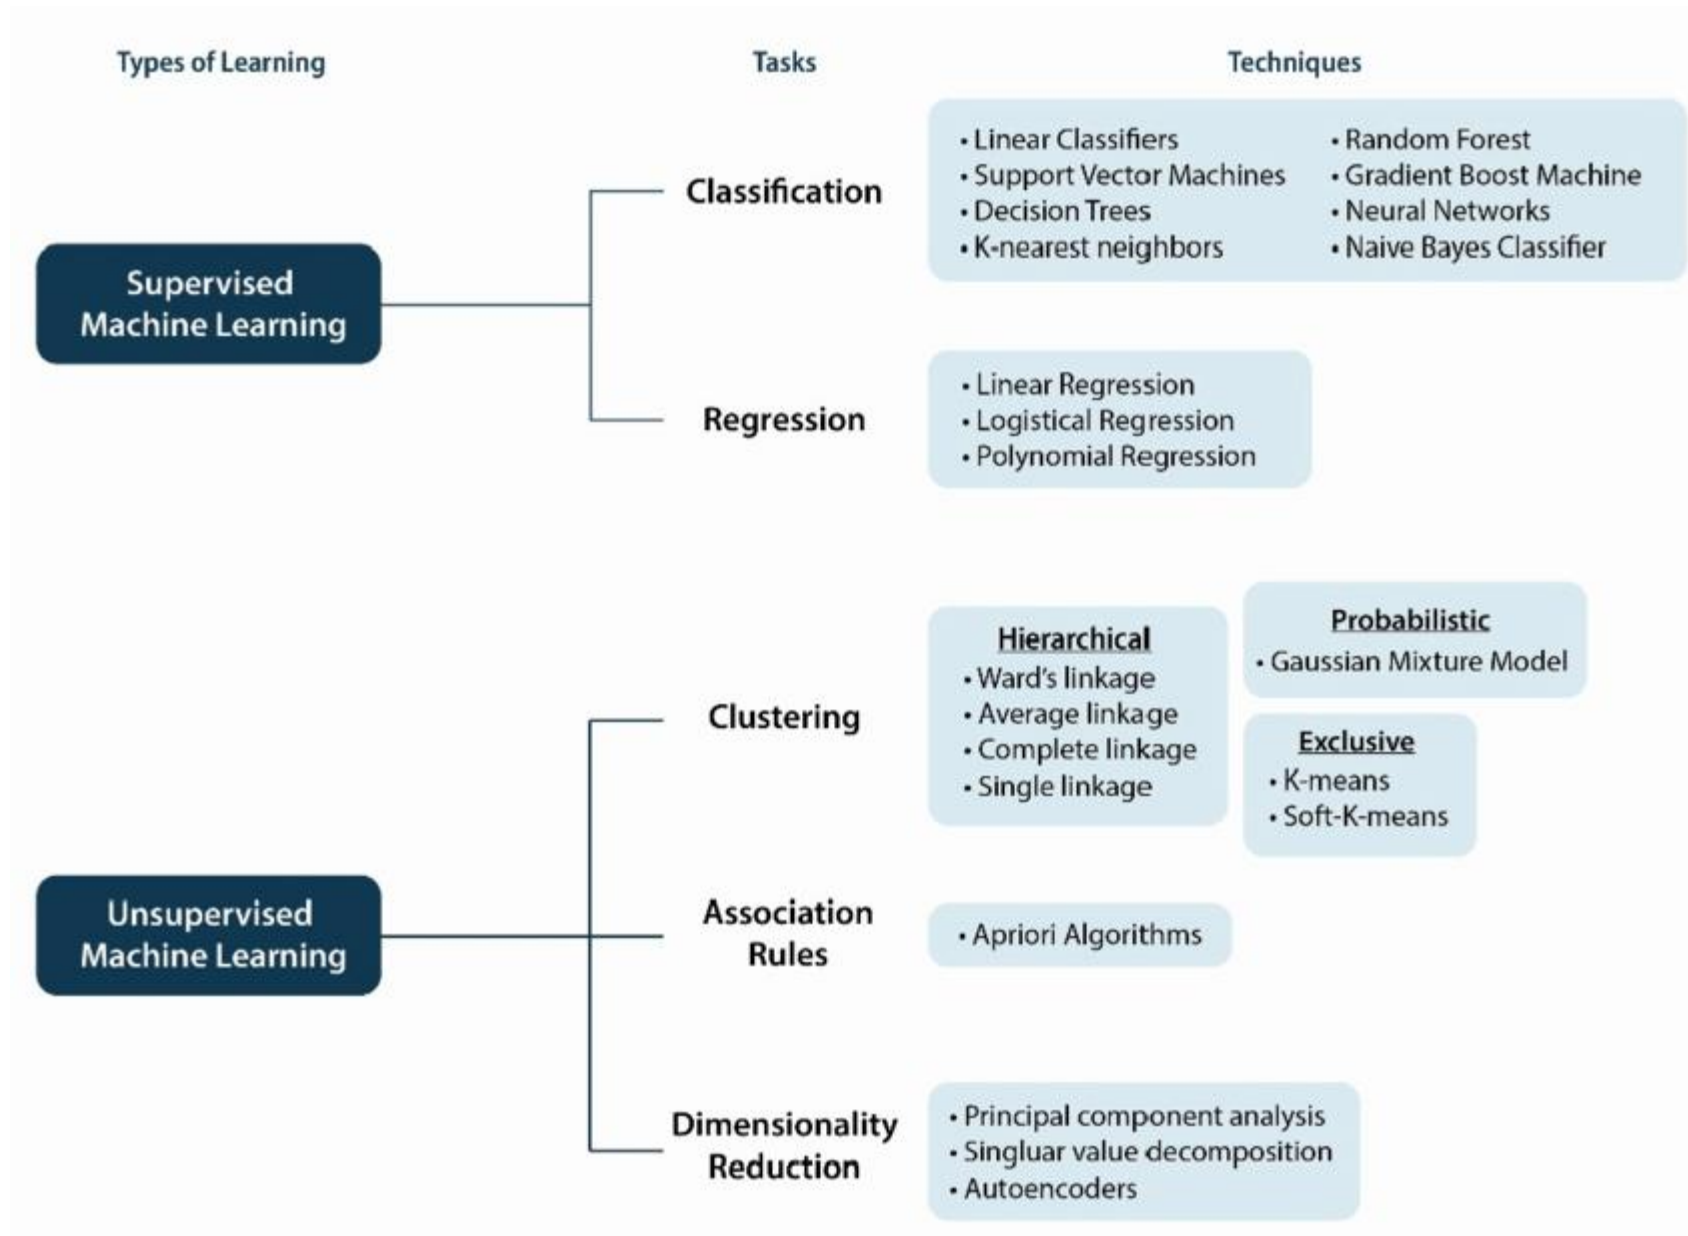 Types of Learning
Tasks
Techniques
Supervised
Machine Learning
Classification
• Linear Classifiers
• Support Vector Machines
• Decision Trees
• K-nearest neighbors
• Random Forest
• Gradient Boost Machine
• Neural Networks
• Naive Bayes Classifier
Regression
• Linear Regression
• Logistical Regression
• Polynomial Regression
Unsupervised
Machine Learning
Clustering
Hierarchical
• Ward's linkage
• Average linkage
• Complete linkage
• Single linkage
Probabilistic
• Gaussian Mixture Model
Exclusive
• K-means
• Soft-K-means
Association
Rules
• Apriori Algorithms
Dimensionality
Reduction
• Principal component analysis
• Singluar value decomposition
• Autoencoders